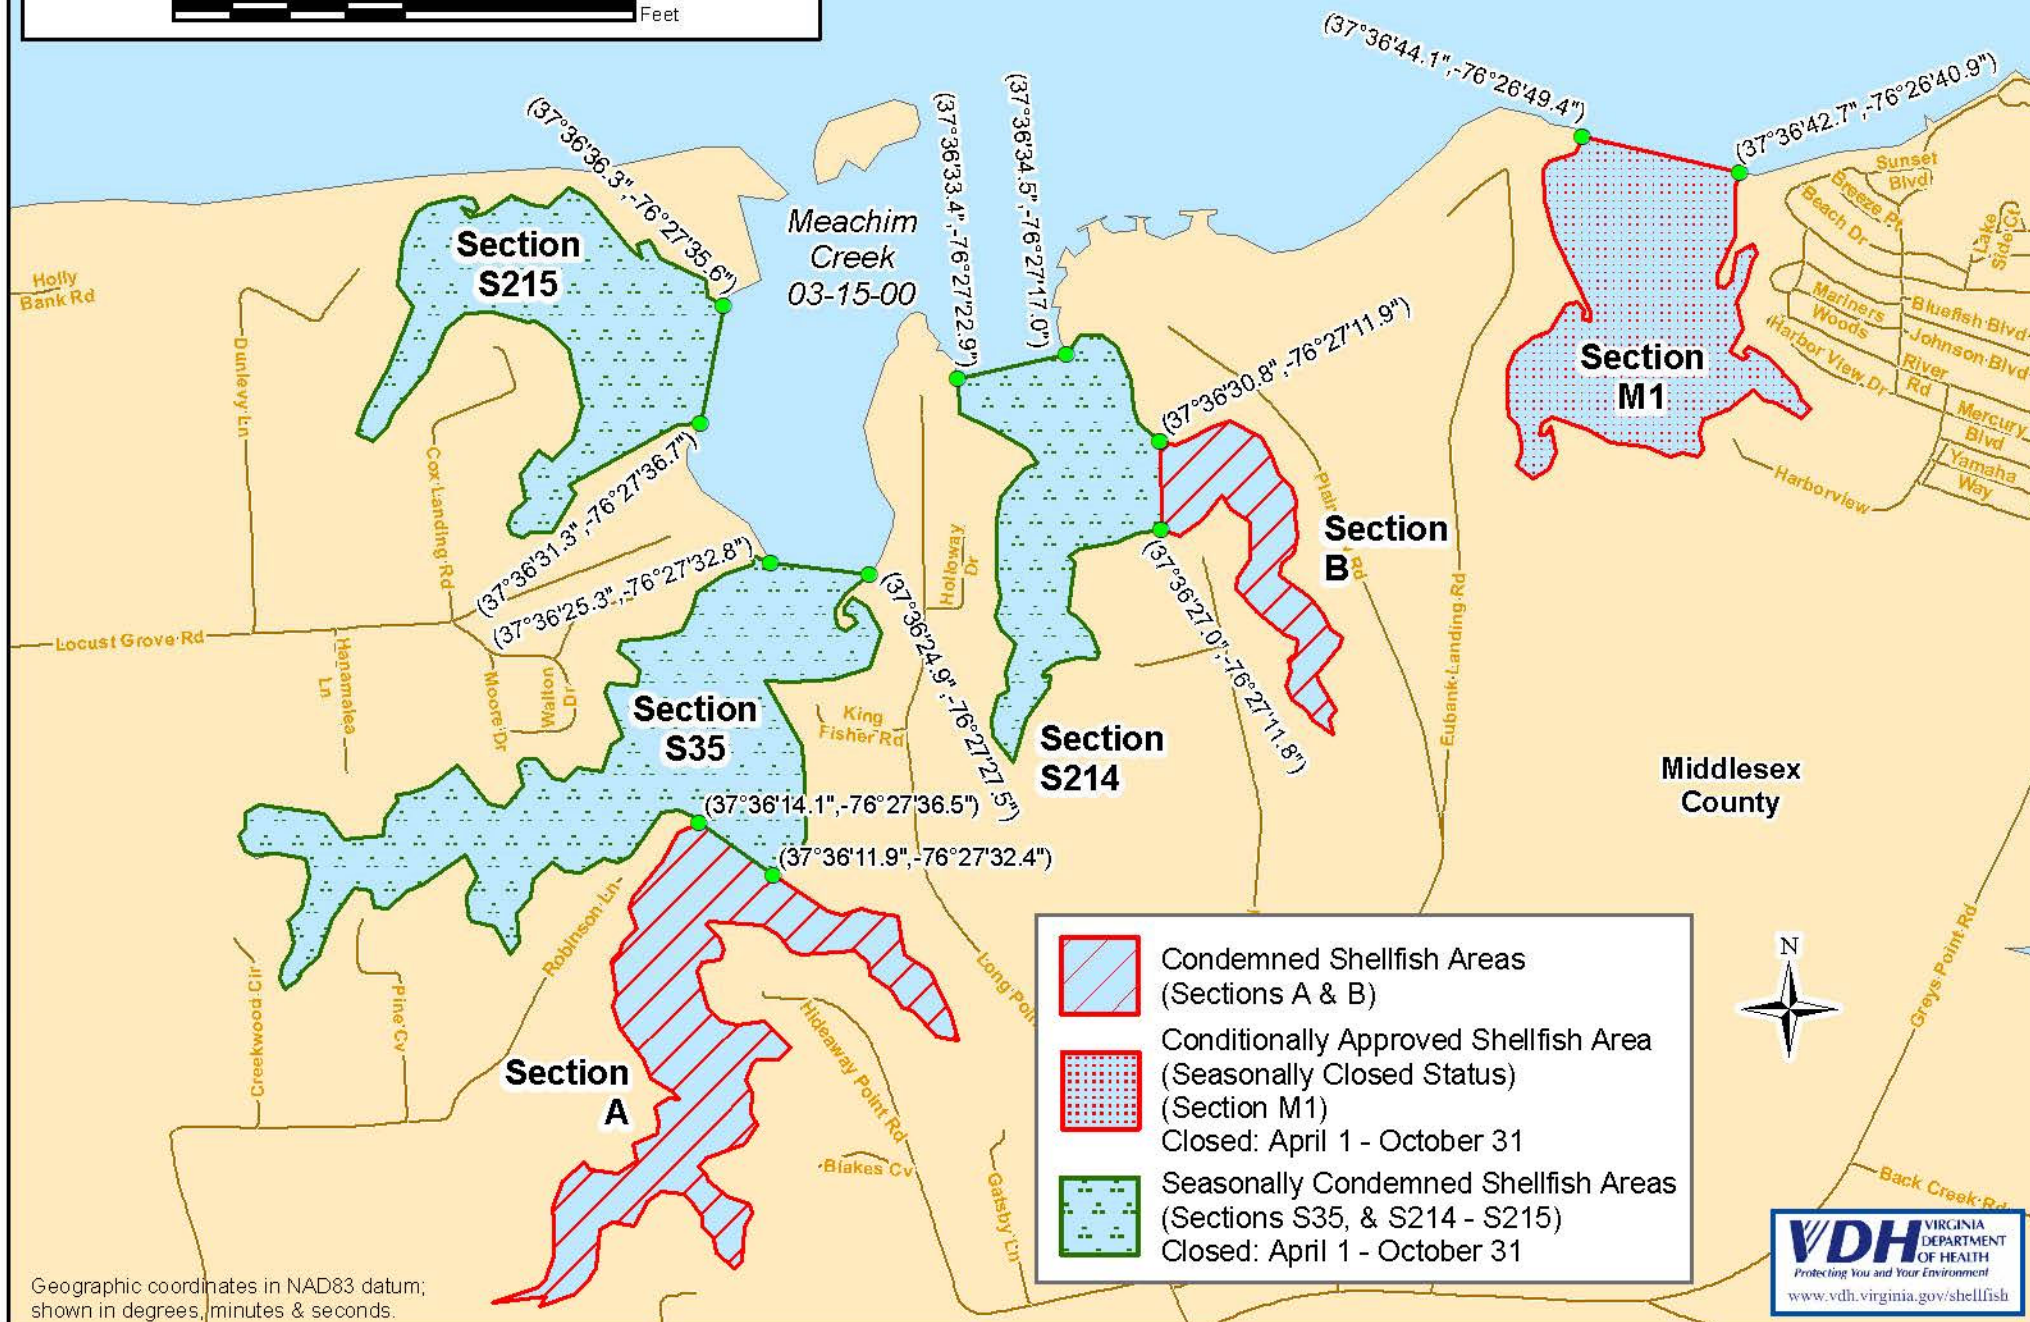 Feet
(37°36'44.1",-76°26'49.4")
(37°36'42.7",-76°26'40.9")
(37°36'36.3",-76°27'35.6")
(37°36'33.4",-76°27'22.9")
(37°36'34.5",-76°27'17.0")
Meachim
Creek
03-15-00
Section
S215
Holly
Bank Rd
Dunlevy Ln
Cox Landing Rd
(37°36'31.3",-76°27'36.7")
(37°36'25.3",-76°27'32.8")
(37°36'24.9",-76°27'27.5")
(37°36'30.8",-76°27'11.9")
(37°36'27.0",-76°27'11.8")
Section
B
Section
M1
Sunset
Blvd
Breeze Pt
Beach Dr
Lake
Side Ct
Mariners
Woods
Bluefish Blvd
Johnson Blvd
Harbor View Dr
River
Rd
Mercury
Blvd
Yamaha
Way
Harborview
Rd
Eubank Landing Rd
Holloway
Dr
Locust Grove Rd
Hanamalea
Ln
Moore Dr
Walton
Dr
Section
S35
King
Fisher Rd
Section
S214
Middlesex
County
(37°36'14.1",-76°27'36.5")
(37°36'11.9",-76°27'32.4")
Robinson Ln
Creekwood Cir
Pine Cv
Long Poin
Hideaway Point Rd
Section
A
Blakes Cv
Gatsby Ln
Greys Point Rd
Back Creek Rd
N
Condemned Shellfish Areas
(Sections A & B)
Conditionally Approved Shellfish Area
(Seasonally Closed Status)
(Section M1)
Closed: April 1 - October 31
Seasonally Condemned Shellfish Areas
(Sections S35, & S214 - S215)
Closed: April 1 - October 31
Geographic coordinates in NAD83 datum;
shown in degrees, minutes & seconds.
VDH VIRGINIA
DEPARTMENT
OF HEALTH
Protecting You and Your Environment
www.vdh.virginia.gov/shellfish